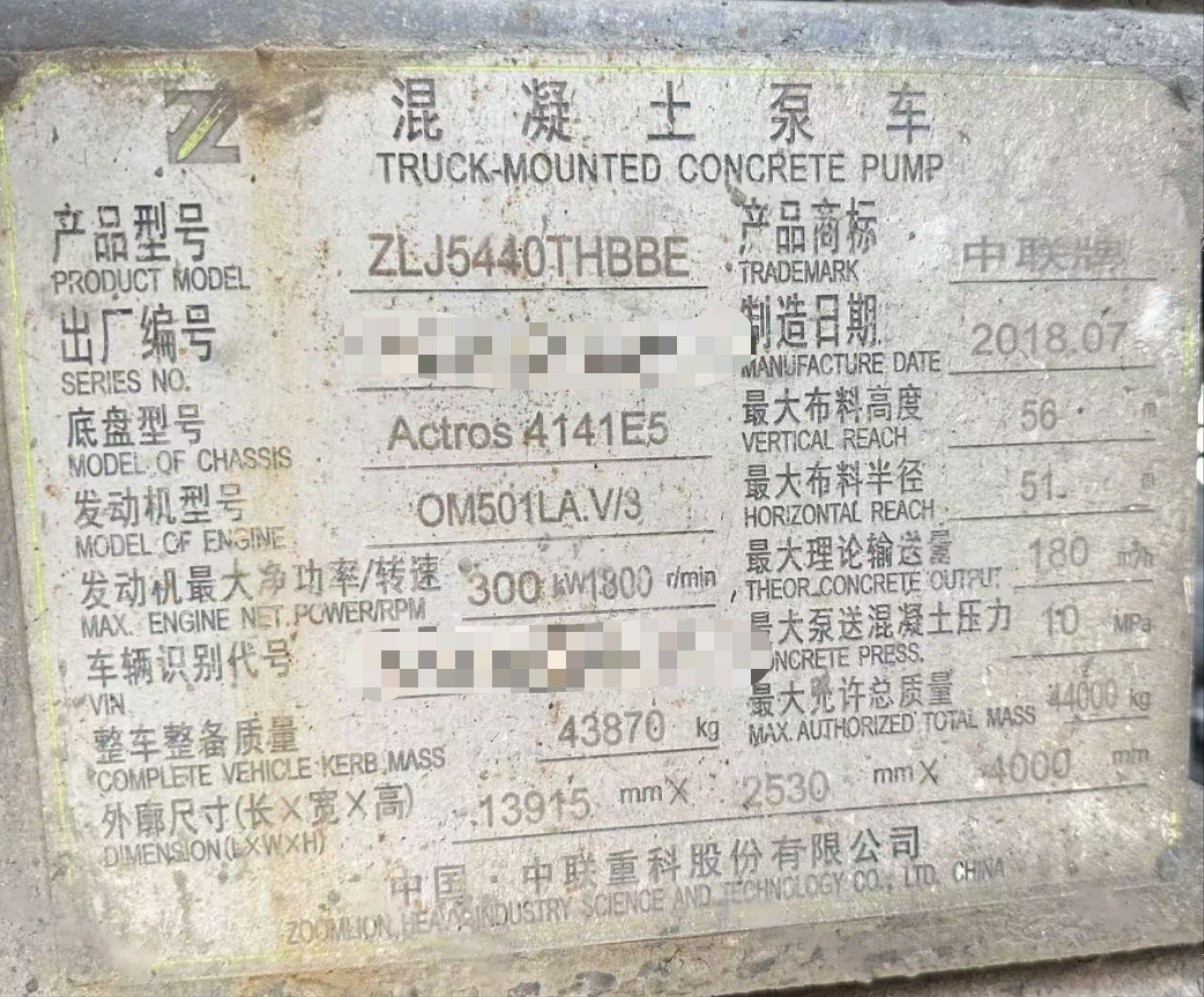 混凝土泵车
TRUCK-MOUNTED CONCRETE PUMP
产品型号 ZLJ5440THBBE 产品商标 中联牌
PRODUCT MODEL TRADEMARK
出厂编号 制造日期 2018.07
SERIES NO. MANUFACTURE DATE
底盘型号 Actros 4141E5 最大布料高度 56 m
MODEL OF CHASSIS VERTICAL REACH
发动机型号 OM501LA.V/3 最大布料半径 51 m
MODEL OF ENGINE HORIZONTAL REACH
发动机最大净功率/转速 300 kW1800 r/min 最大理论输送量 180 m³/h
MAX. ENGINE NET.POWER/RPM THEOR.CONCRETE OUTPUT
车辆识别代号 最大泵送混凝土压力 10 MPa
VIN CONCRETE PRESS.
整车整备质量 43870 kg 最大允许总质量 44000 kg
COMPLETE VEHICLE KERB MASS MAX.AUTHORIZED TOTAL MASS
外廓尺寸(长×宽×高) 13915 mm× 2530 mm× 4000 mm
DIMENSION(L×W×H)
中国·中联重科股份有限公司
ZOOMLION HEAVY INDUSTRY SCIENCE AND TECHNOLOGY CO., LTD. CHINA